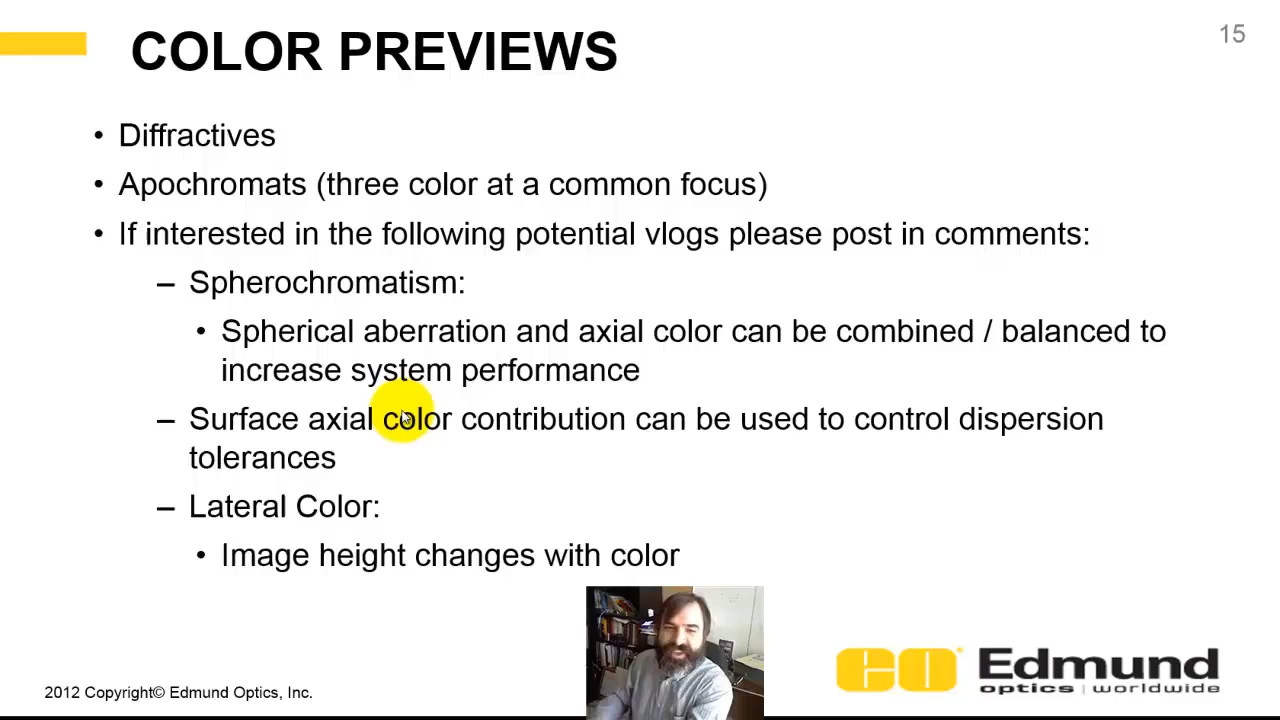 COLOR PREVIEWS
15
• Diffractives
• Apochromats (three color at a common focus)
• If interested in the following potential vlogs please post in comments:
– Spherochromatism:
• Spherical aberration and axial color can be combined / balanced to
increase system performance
– Surface axial color contribution can be used to control dispersion
tolerances
– Lateral Color:
• Image height changes with color
EO Edmund
optics | worldwide
2012 Copyright© Edmund Optics, Inc.